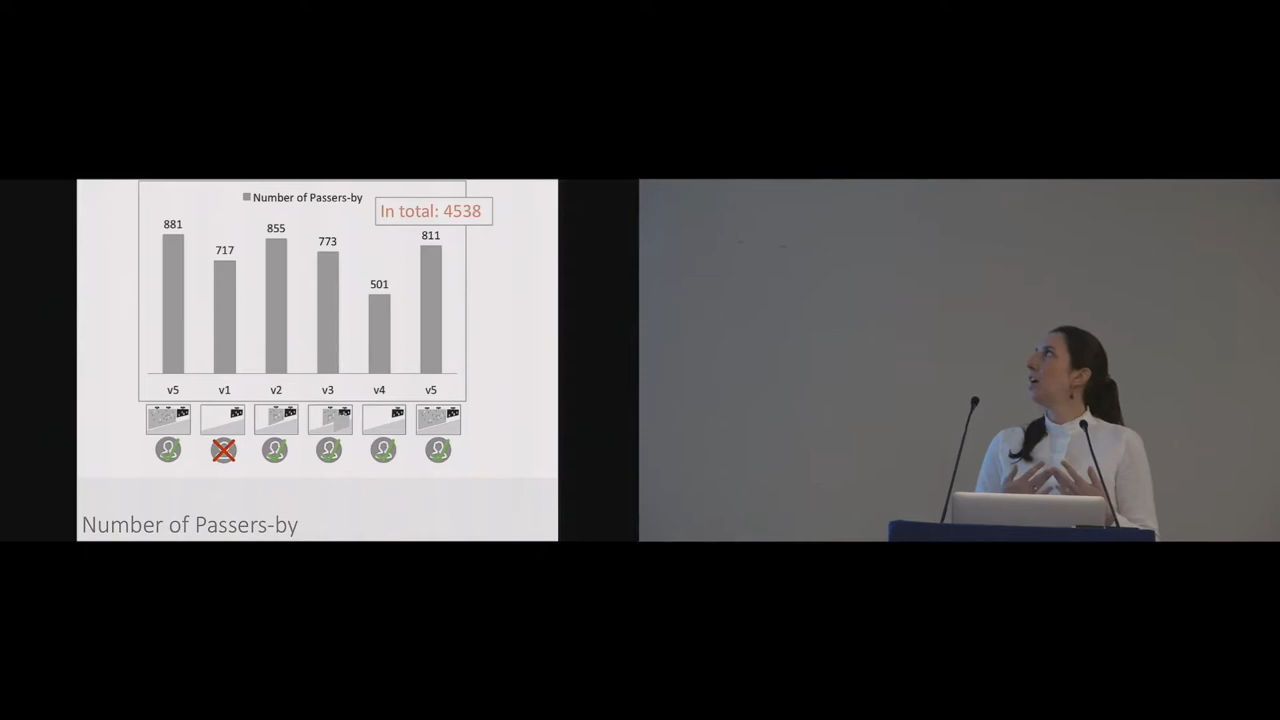 Number of Passers-by
In total: 4538
881
717
855
773
501
811
v5
v1
v2
v3
v4
v5
Number of Passers-by